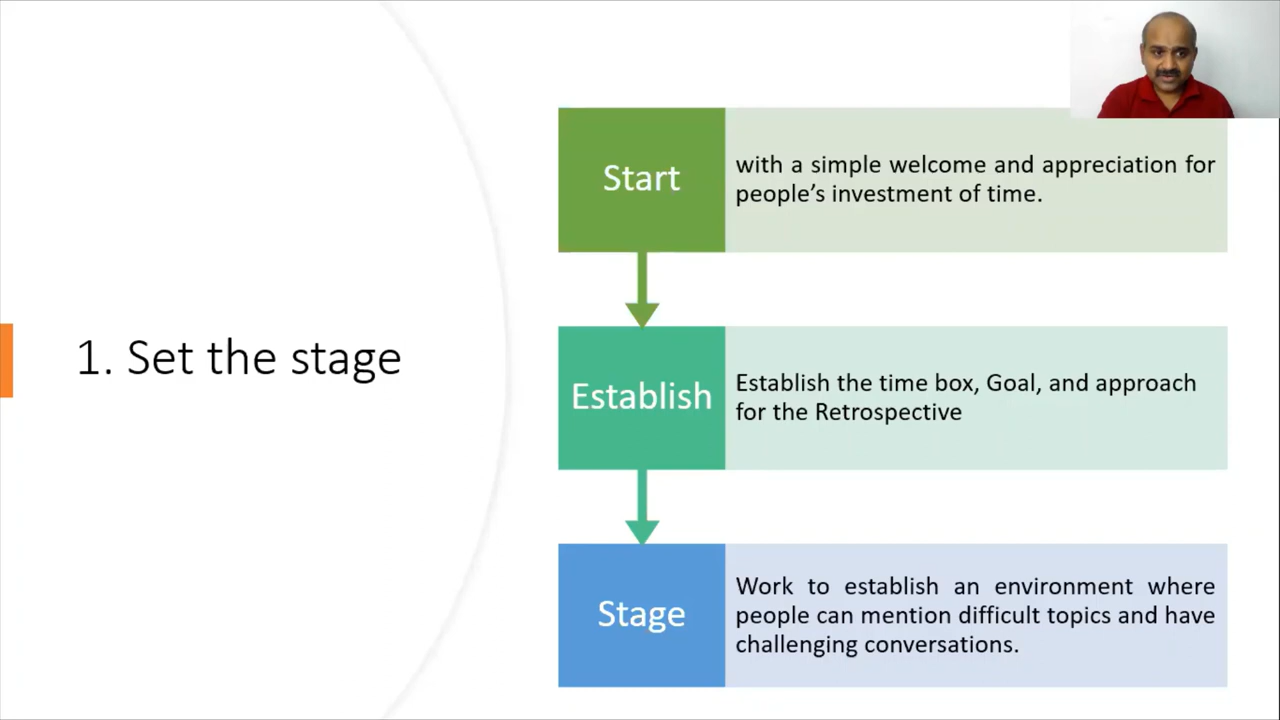 1. Set the stage
Start
with a simple welcome and appreciation for
people’s investment of time.
Establish
Establish the time box, Goal, and approach
for the Retrospective
Stage
Work to establish an environment where
people can mention difficult topics and have
challenging conversations.